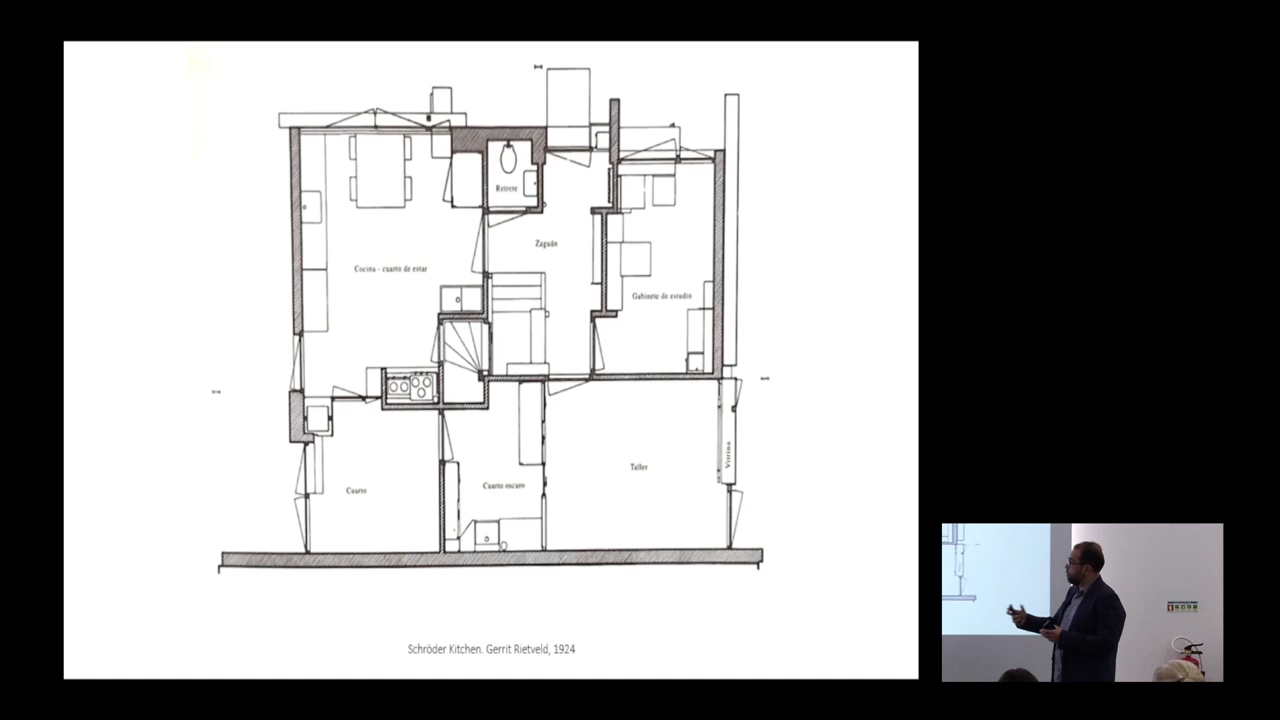 Retrete
Zaguán
Cocina - cuarto de estar
Gabinete de estudio
Taller
Vitrina
Cuarto
Cuarto oscuro
Schröder Kitchen. Gerrit Rietveld, 1924